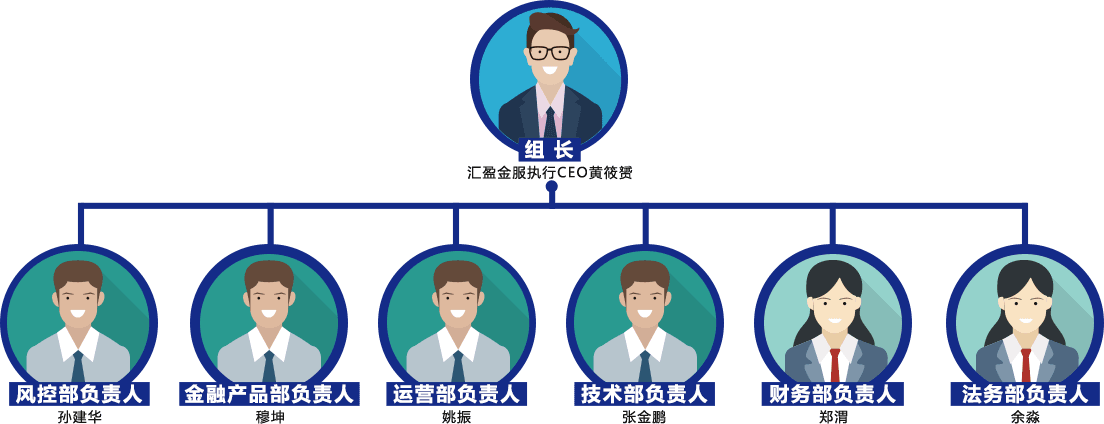 组长
汇盈金服执行CEO黄筱赟
风控部负责人
孙建华
金融产品部负责人
穆坤
运营部负责人
姚振
技术部负责人
张金鹏
财务部负责人
郑渭
法务部负责人
余淼